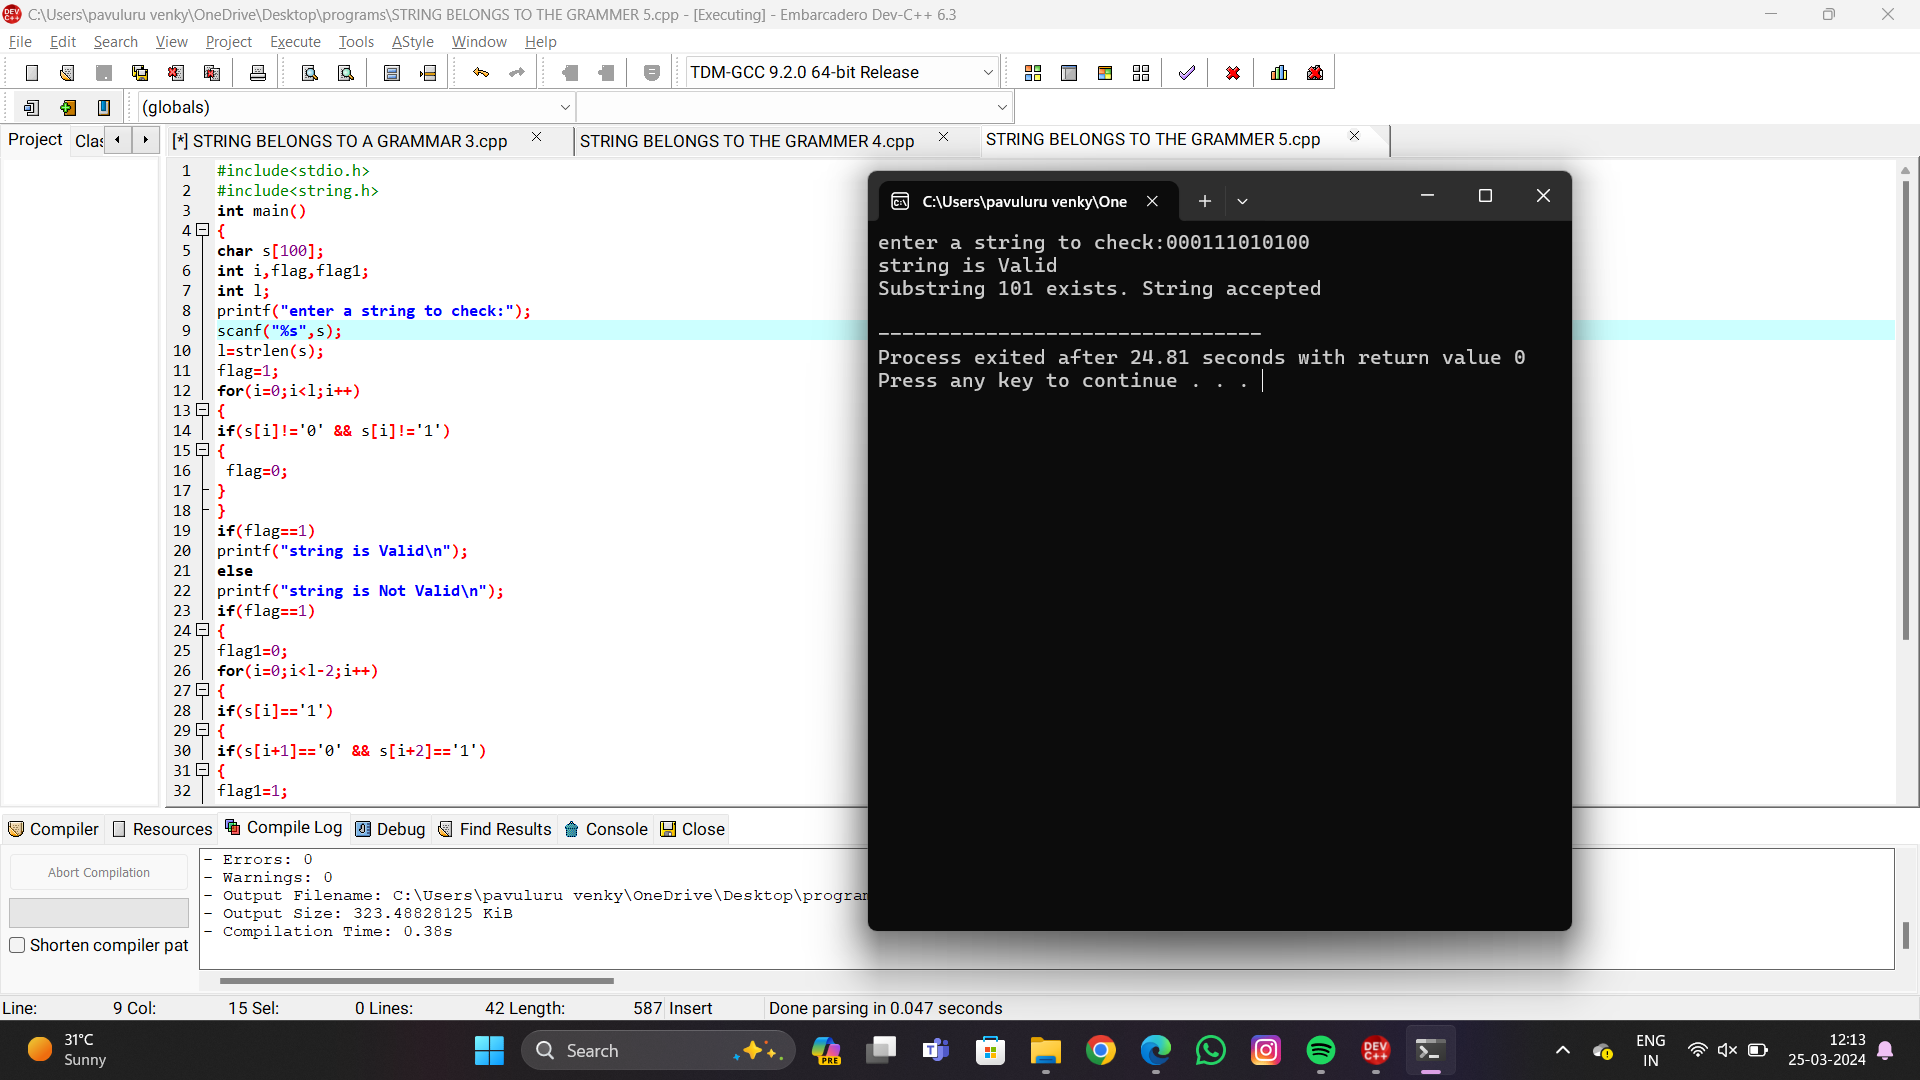 C:\Users\pavuluru venky\OneDrive\Desktop\programs\STRING BELONGS TO THE GRAMMER 5.cpp - [Executing] - Embarcadero Dev-C++ 6.3
File Edit Search View Project Execute Tools AStyle Window Help
TDM-GCC 9.2.0 64-bit Release
(globals)
Project Clas
[*] STRING BELONGS TO A GRAMMAR 3.cpp STRING BELONGS TO THE GRAMMER 4.cpp STRING BELONGS TO THE GRAMMER 5.cpp
1 #include<stdio.h>
2 #include<string.h>
3 int main()
4 {
5 char s[100];
6 int i,flag,flag1;
7 int l;
8 printf("enter a string to check:");
9 scanf("%s",s);
10 l=strlen(s);
11 flag=1;
12 for(i=0;i<l;i++)
13 {
14 if(s[i]!='0' && s[i]!='1')
15 {
16 flag=0;
17 }
18 }
19 if(flag==1)
20 printf("string is Valid\n");
21 else
22 printf("string is Not Valid\n");
23 if(flag==1)
24 {
25 flag1=0;
26 for(i=0;i<l-2;i++)
27 {
28 if(s[i]=='1')
29 {
30 if(s[i+1]=='0' && s[i+2]=='1')
31 {
32 flag1=1;
C:\Users\pavuluru venky\One
enter a string to check:000111010100
string is Valid
Substring 101 exists. String accepted
--------------------------------
Process exited after 24.81 seconds with return value 0
Press any key to continue . . .
Compiler Resources Compile Log Debug Find Results Console Close
Abort Compilation
Shorten compiler pat
- Errors: 0
- Warnings: 0
- Output Filename: C:\Users\pavuluru venky\OneDrive\Desktop\program
- Output Size: 323.48828125 KiB
- Compilation Time: 0.38s
Line: 9 Col: 15 Sel: 0 Lines: 42 Length: 587 Insert Done parsing in 0.047 seconds
31°C
Sunny
Search
PRE
DEV C++
ENG
IN
12:13
25-03-2024